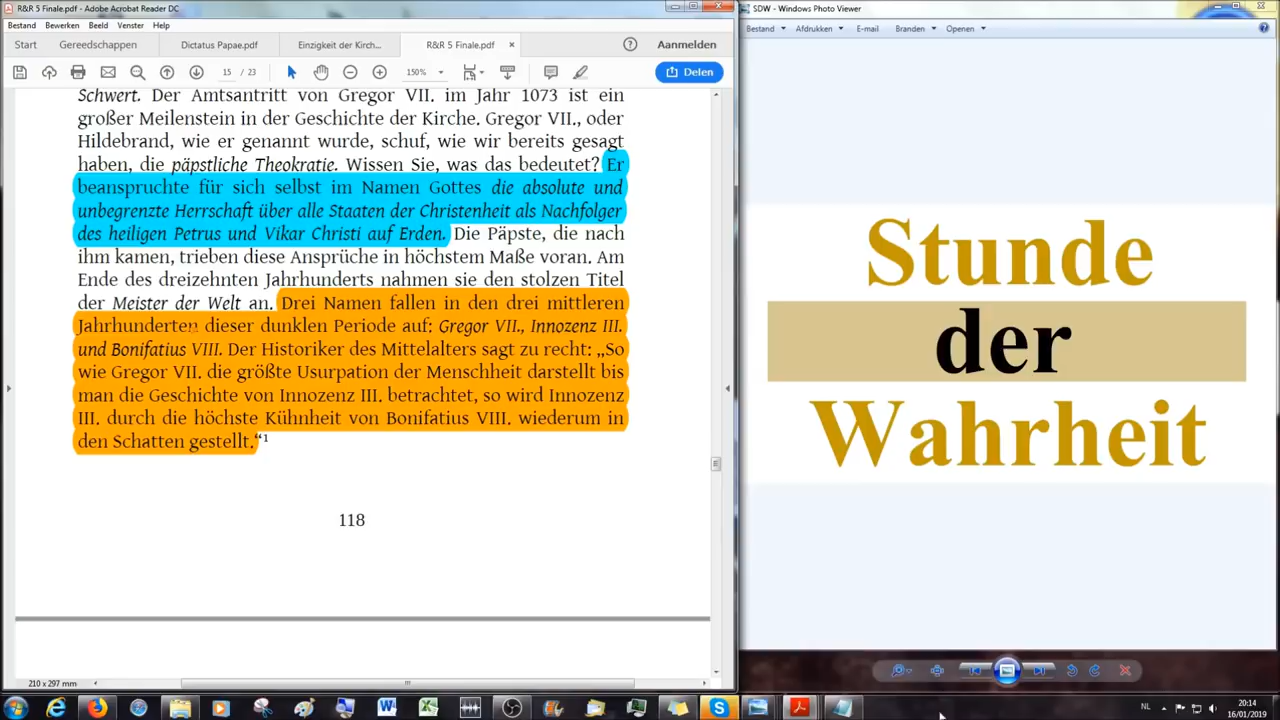 R&R 5 Finale.pdf - Adobe Acrobat Reader DC
Bestand Bewerken Beeld Venster Help
Start Gereedschappen Dictatus Papae.pdf Einzigkeit der Kirch... R&R 5 Finale.pdf × Aanmelden
15 / 23 150% Delen
Schwert. Der Amtsantritt von Gregor VII. im Jahr 1073 ist ein
großer Meilenstein in der Geschichte der Kirche. Gregor VII., oder
Hildebrand, wie er genannt wurde, schuf, wie wir bereits gesagt
haben, die päpstliche Theokratie. Wissen Sie, was das bedeutet? Er
beanspruchte für sich selbst im Namen Gottes die absolute und
unbegrenzte Herrschaft über alle Staaten der Christenheit als Nachfolger
des heiligen Petrus und Vikar Christi auf Erden. Die Päpste, die nach
ihm kamen, trieben diese Ansprüche in höchstem Maße voran. Am
Ende des dreizehnten Jahrhunderts nahmen sie den stolzen Titel
der Meister der Welt an. Drei Namen fallen in den drei mittleren
Jahrhunderten dieser dunklen Periode auf: Gregor VII., Innozenz III.
und Bonifatius VIII. Der Historiker des Mittelalters sagt zu recht: „So
wie Gregor VII. die größte Usurpation der Menschheit darstellt bis
man die Geschichte von Innozenz III. betrachtet, so wird Innozenz
III. durch die höchste Kühnheit von Bonifatius VIII. wiederum in
den Schatten gestellt.“1
118
210 x 297 mm
SDW - Windows Photo Viewer
Bestand Afdrukken E-mail Branden Openen
Stunde
der
Wahrheit
NL 20:14
16/01/2019